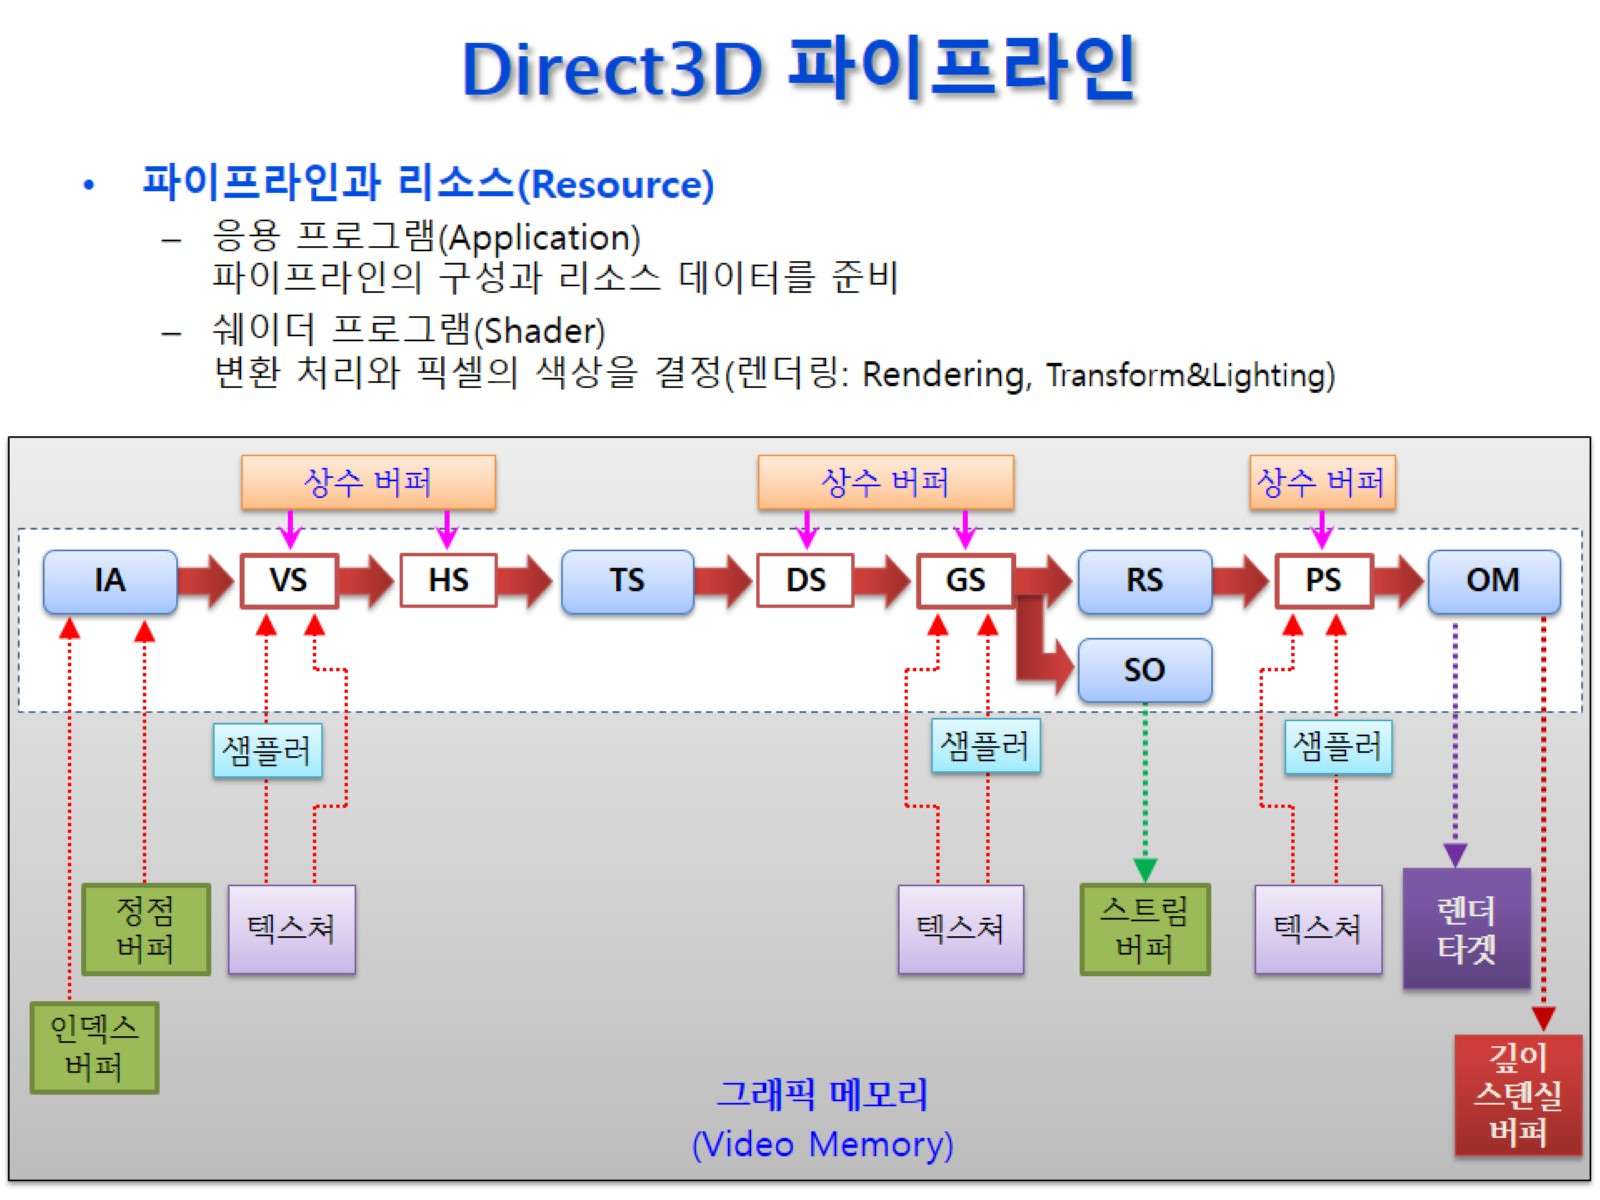 Direct3D 파이프라인
• 파이프라인과 리소스(Resource)
– 응용 프로그램(Application)
파이프라인의 구성과 리소스 데이터를 준비
– 쉐이더 프로그램(Shader)
변환 처리와 픽셀의 색상을 결정(렌더링: Rendering, Transform&Lighting)
상수 버퍼 상수 버퍼 상수 버퍼
IA VS HS TS DS GS RS PS OM
SO
샘플러 샘플러 샘플러
정점
버퍼
텍스쳐
텍스쳐
스트림
버퍼
텍스쳐
렌더
타겟
인덱스
버퍼
깊이
스텐실
버퍼
그래픽 메모리
(Video Memory)